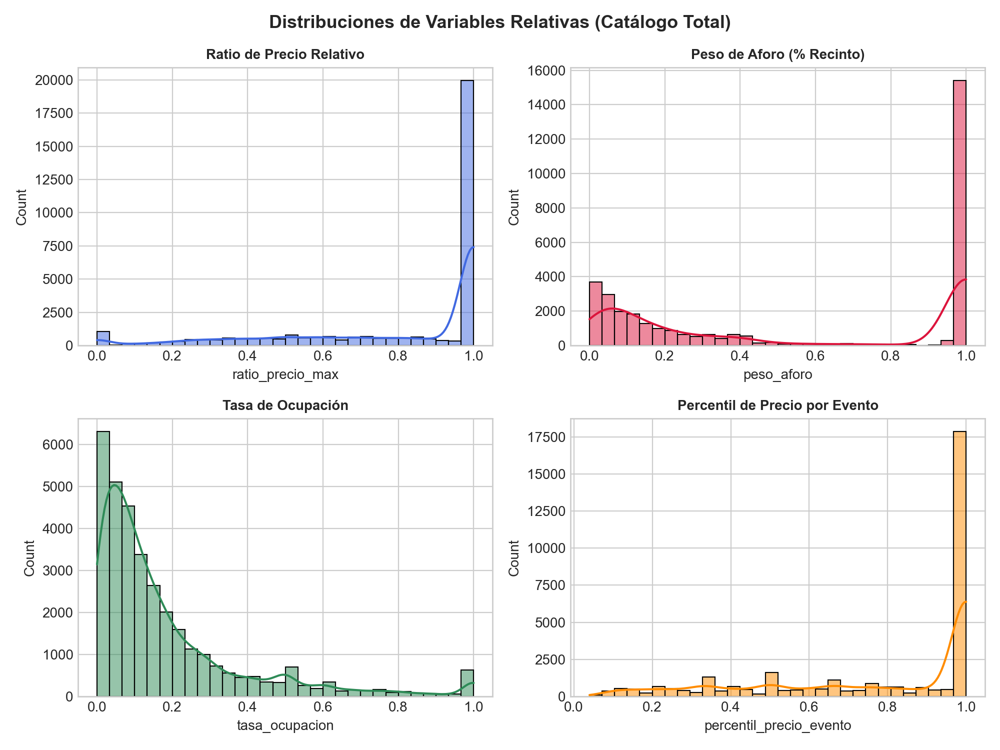 Distribuciones de Variables Relativas (Catálogo Total)
Ratio de Precio Relativo
20000
17500
15000
12500
10000
7500
5000
2500
0
Count
0.0 0.2 0.4 0.6 0.8 1.0
ratio_precio_max
Peso de Aforo (% Recinto)
16000
14000
12000
10000
8000
6000
4000
2000
0
Count
0.0 0.2 0.4 0.6 0.8 1.0
peso_aforo
Tasa de Ocupación
6000
5000
4000
3000
2000
1000
0
Count
0.0 0.2 0.4 0.6 0.8 1.0
tasa_ocupacion
Percentil de Precio por Evento
17500
15000
12500
10000
7500
5000
2500
0
Count
0.0 0.2 0.4 0.6 0.8 1.0
percentil_precio_evento